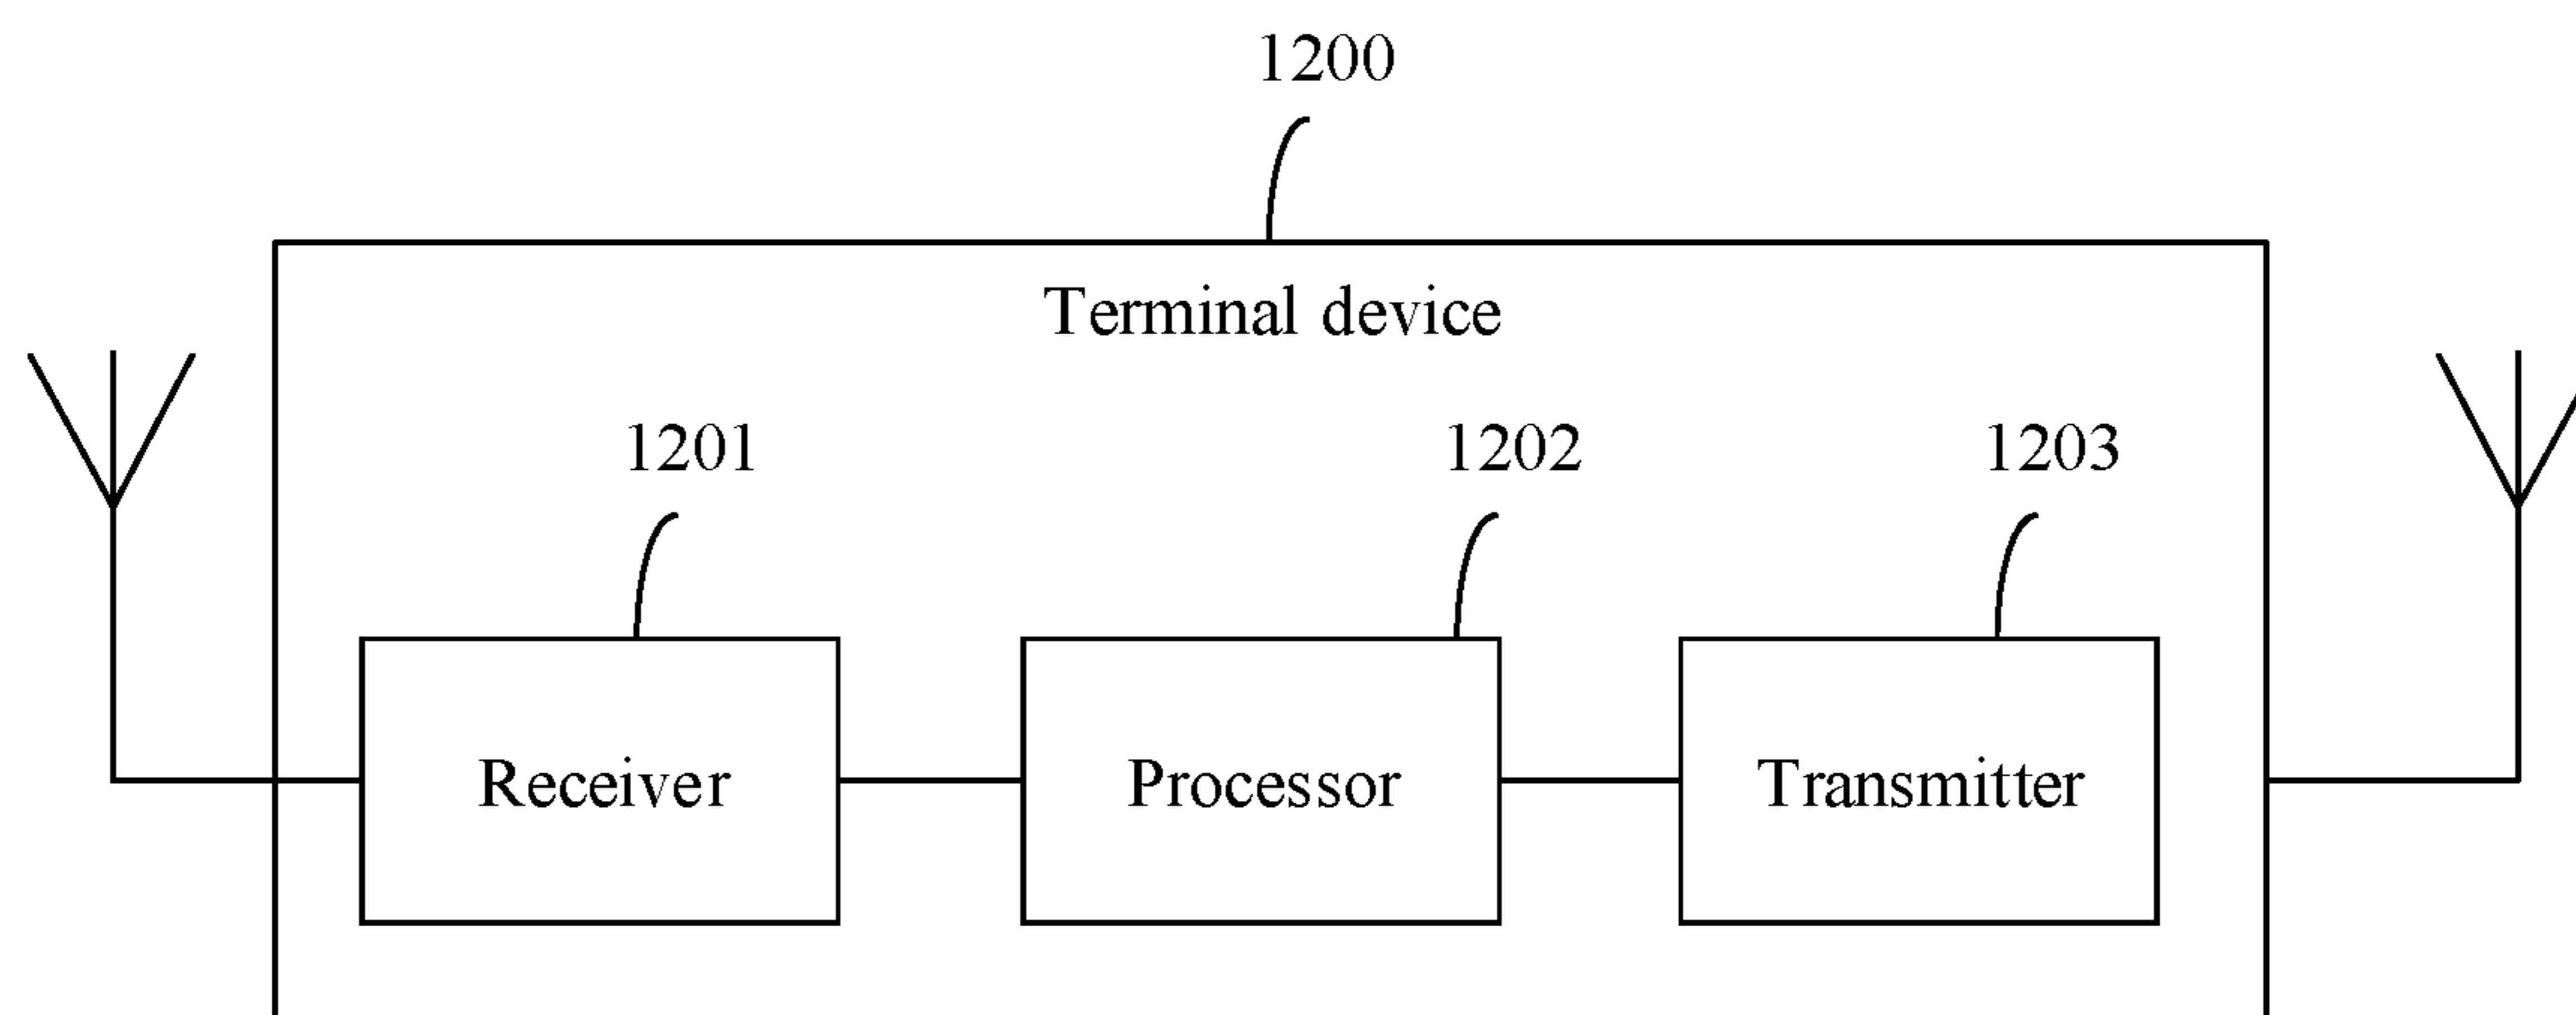 1200
Terminal device
1201
1202
1203
Receiver
Processor
Transmitter